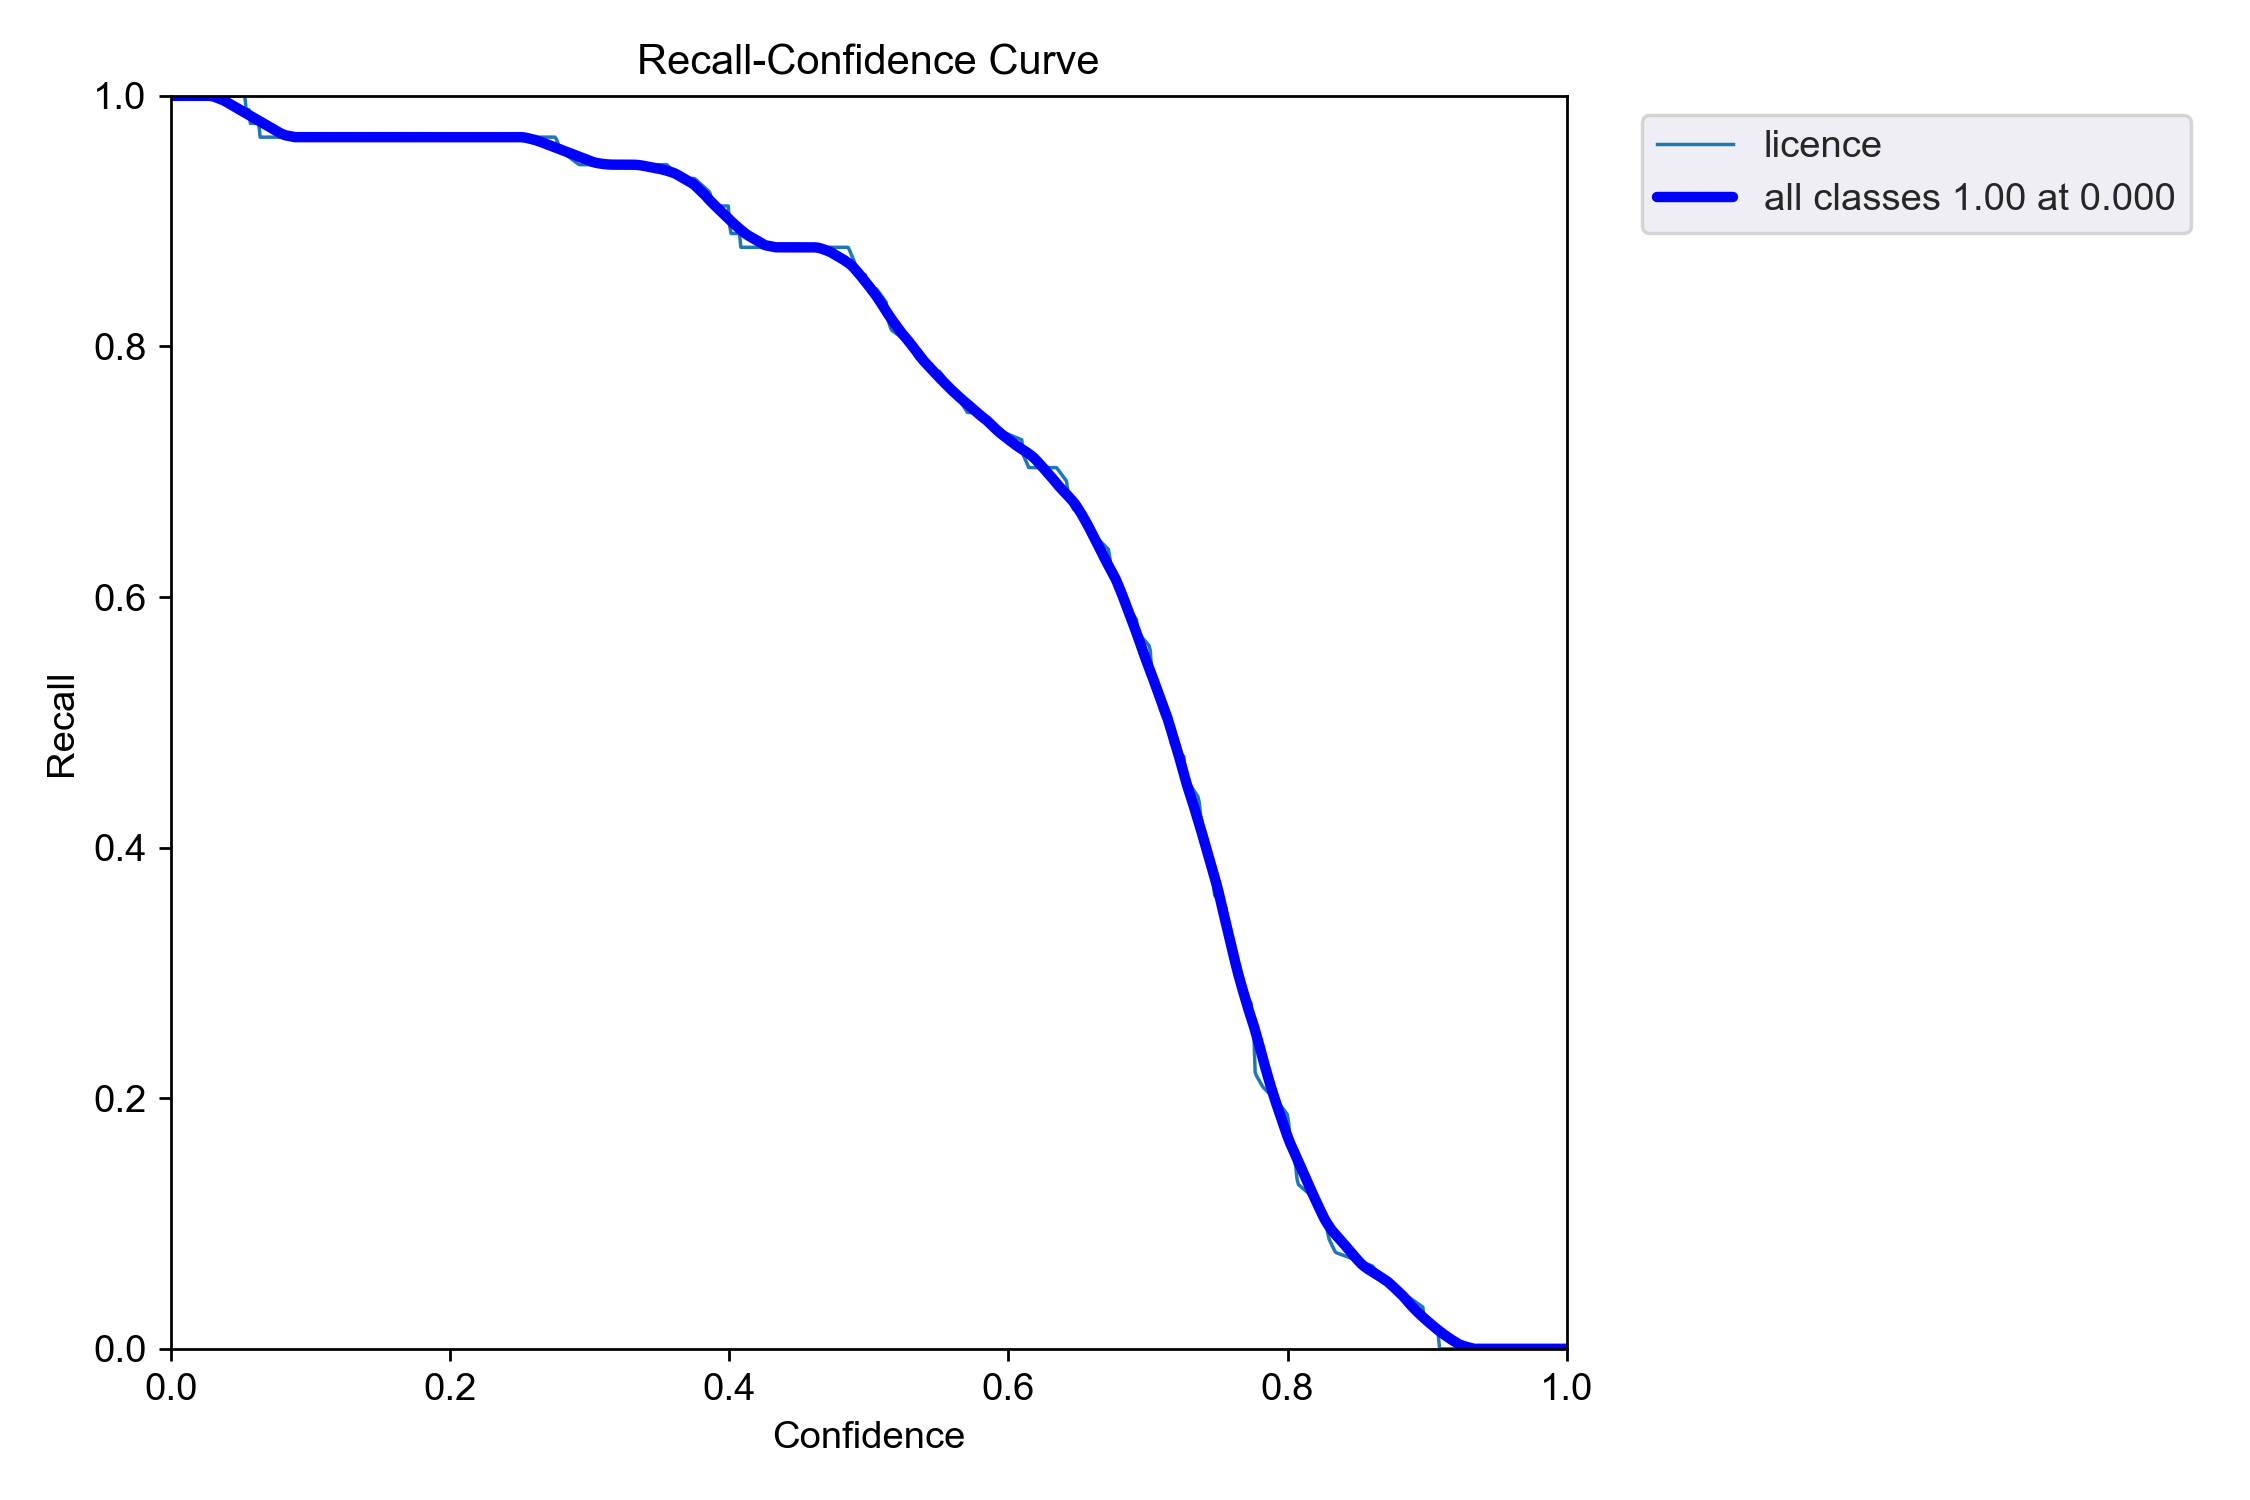 Recall-Confidence Curve
1.0
0.8
0.6
0.4
0.2
0.0
Recall
0.0 0.2 0.4 0.6 0.8 1.0
Confidence
licence
all classes 1.00 at 0.000